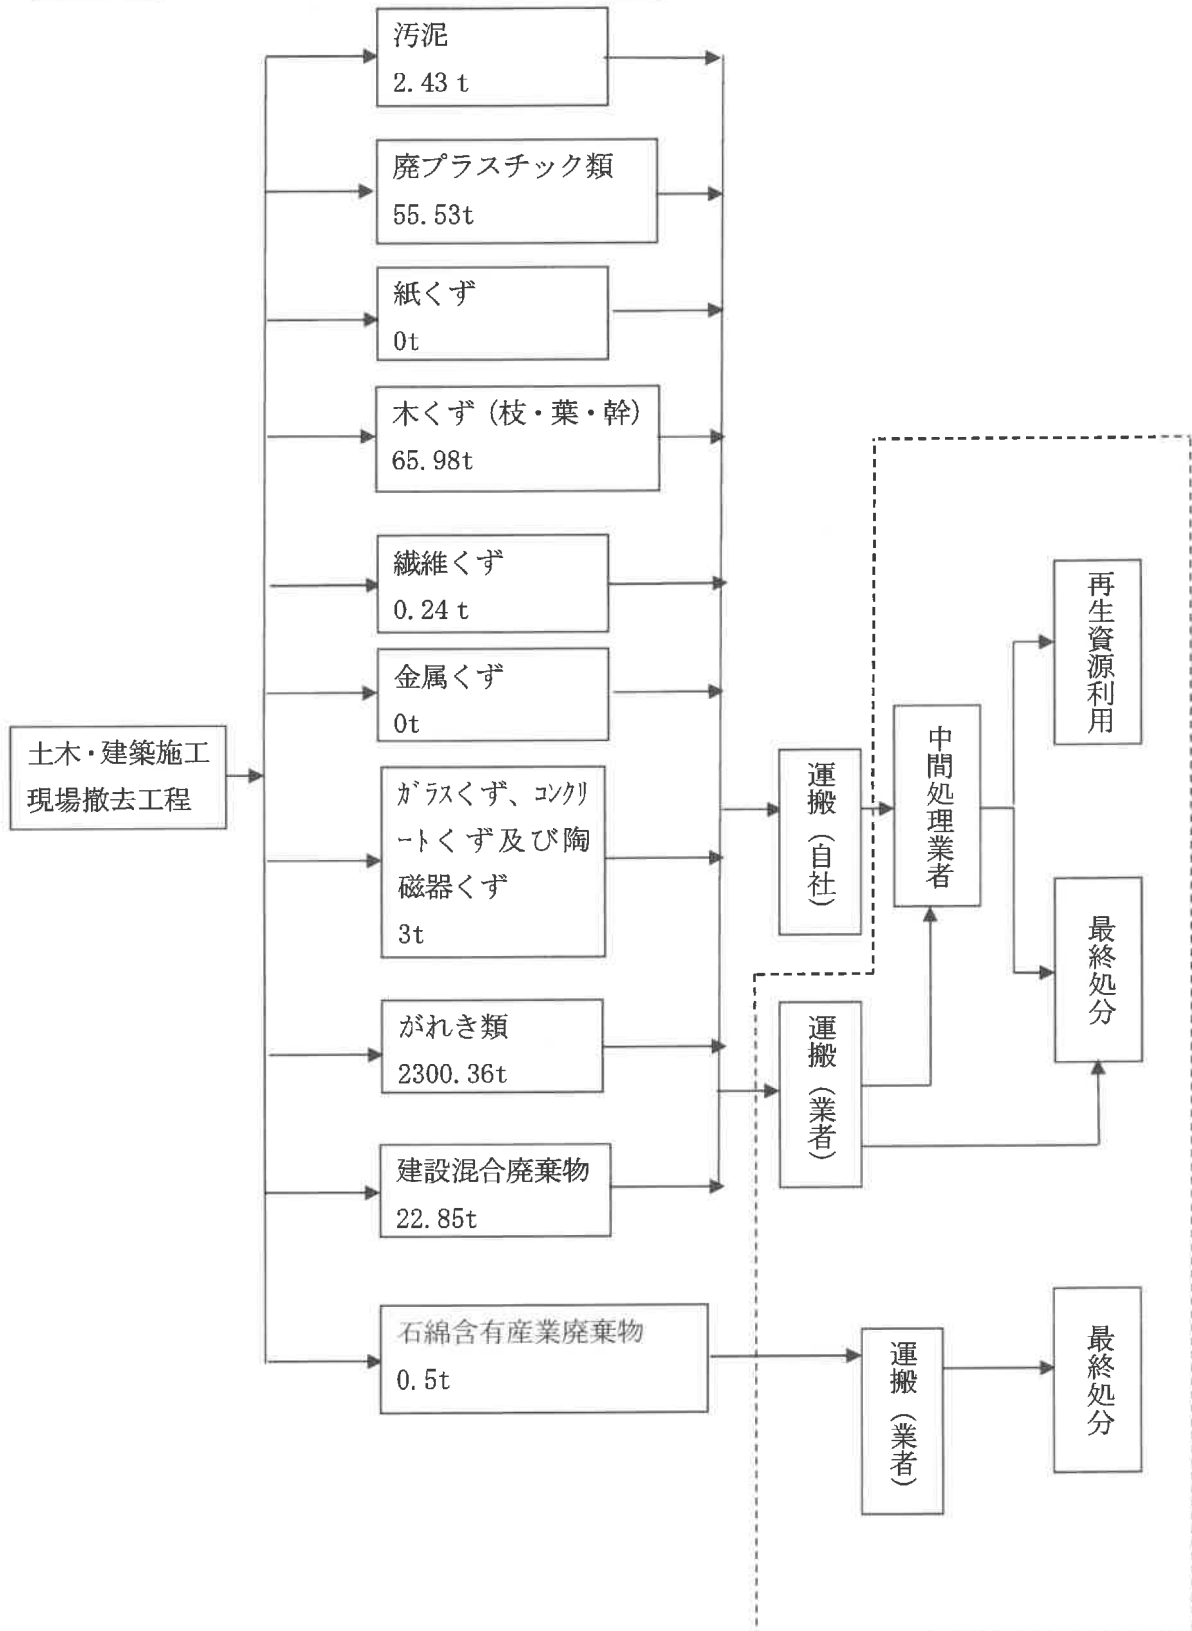 汚泥
2.43 t
廃プラスチック類
55.53t
紙くず
0t
木くず（枝・葉・幹）
65.98t
繊維くず
0.24 t
金属くず
0t
土木・建築施工
現場撤去工程
ｶﾞﾗｽくず、ｺﾝｸﾘ
ｰﾄくず及び陶
磁器くず
3t
がれき類
2300.36t
建設混合廃棄物
22.85t
石綿含有産業廃棄物
0.5t
運搬（自社）
運搬（業者）
中間処理業者
再生資源利用
最終処分
運搬（業者）
最終処分